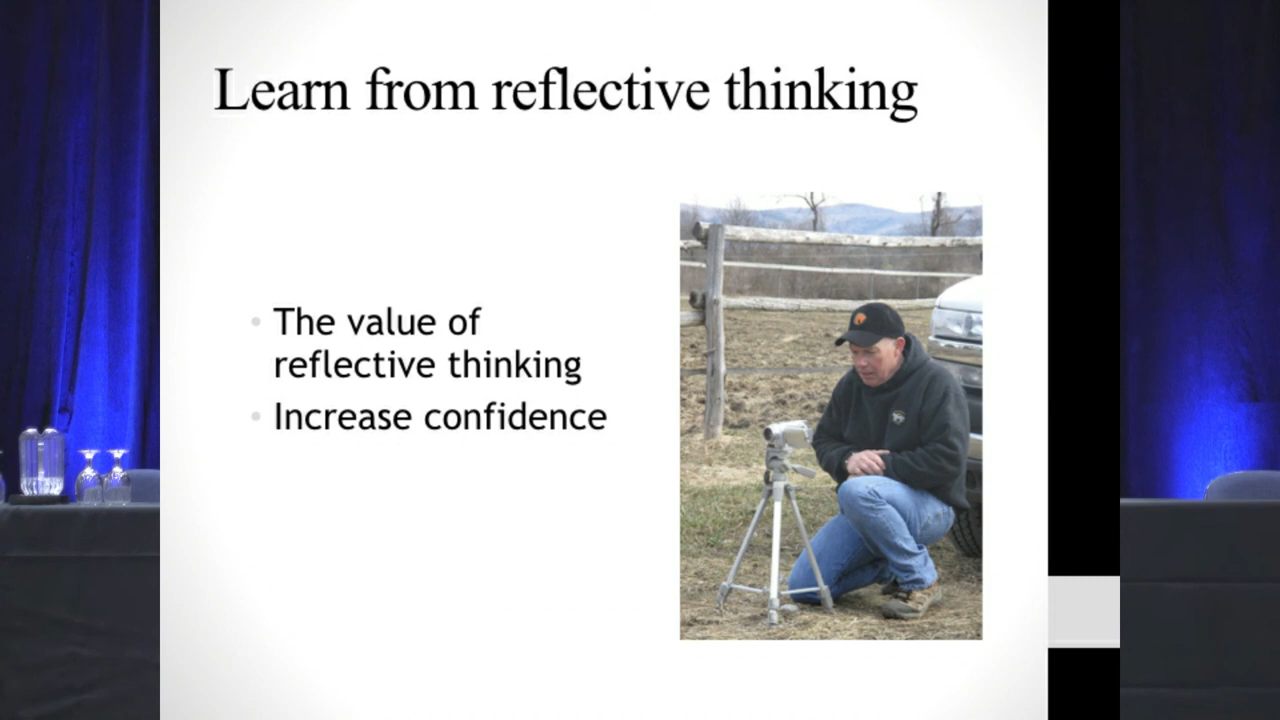 Learn from reflective thinking
The value of
reflective thinking
Increase confidence